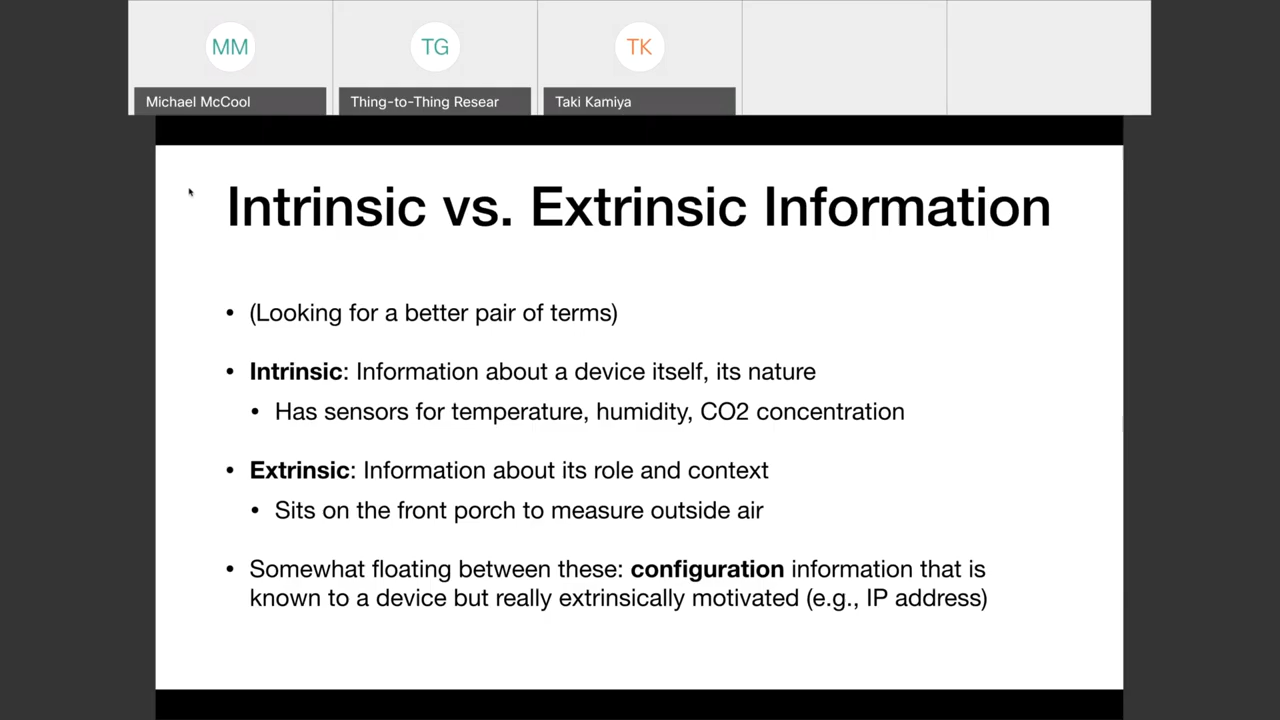 MM
TG
TK
Michael McCool
Thing-to-Thing Resear
Taki Kamiya
Intrinsic vs. Extrinsic Information
• (Looking for a better pair of terms)
• Intrinsic: Information about a device itself, its nature
• Has sensors for temperature, humidity, CO2 concentration
• Extrinsic: Information about its role and context
• Sits on the front porch to measure outside air
• Somewhat floating between these: configuration information that is
known to a device but really extrinsically motivated (e.g., IP address)